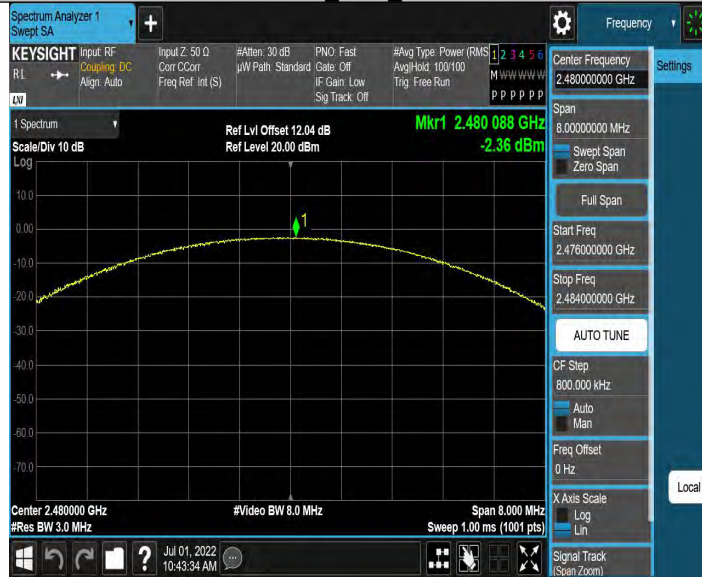 Spectrum Analyzer 1
Swept SA
+
Frequency
KEYSIGHT
Input: RF
Input Z: 50 Ω
#Atten: 30 dB
PNO: Fast
#Avg Type: Power (RMS
1 2 3 4 5 6
RL
Coupling: DC
Corr CCorr
µW Path: Standard
Gate: Off
Avg|Hold: 100/100
M W W W W W
Align: Auto
Freq Ref: Int (S)
IF Gain: Low
Trig: Free Run
Sig Track: Off
P P P P P P
LXI
1 Spectrum
Scale/Div 10 dB
Ref Lvl Offset 12.04 dB
Ref Level 20.00 dBm
Mkr1 2.480 088 GHz
-2.36 dBm
Log
10.0
0.00
-10.0
-20.0
-30.0
-40.0
-50.0
-60.0
-70.0
1
Center 2.480000 GHz
#Res BW 3.0 MHz
#Video BW 8.0 MHz
Span 8.000 MHz
Sweep 1.00 ms (1001 pts)
?
Jul 01, 2022
10:43:34 AM
Center Frequency
2.480000000 GHz
Span
8.00000000 MHz
Swept Span
Zero Span
Full Span
Start Freq
2.476000000 GHz
Stop Freq
2.484000000 GHz
AUTO TUNE
CF Step
800.000 kHz
Auto
Man
Freq Offset
0 Hz
X Axis Scale
Log
Lin
Signal Track
(Span Zoom)
Settings
Local